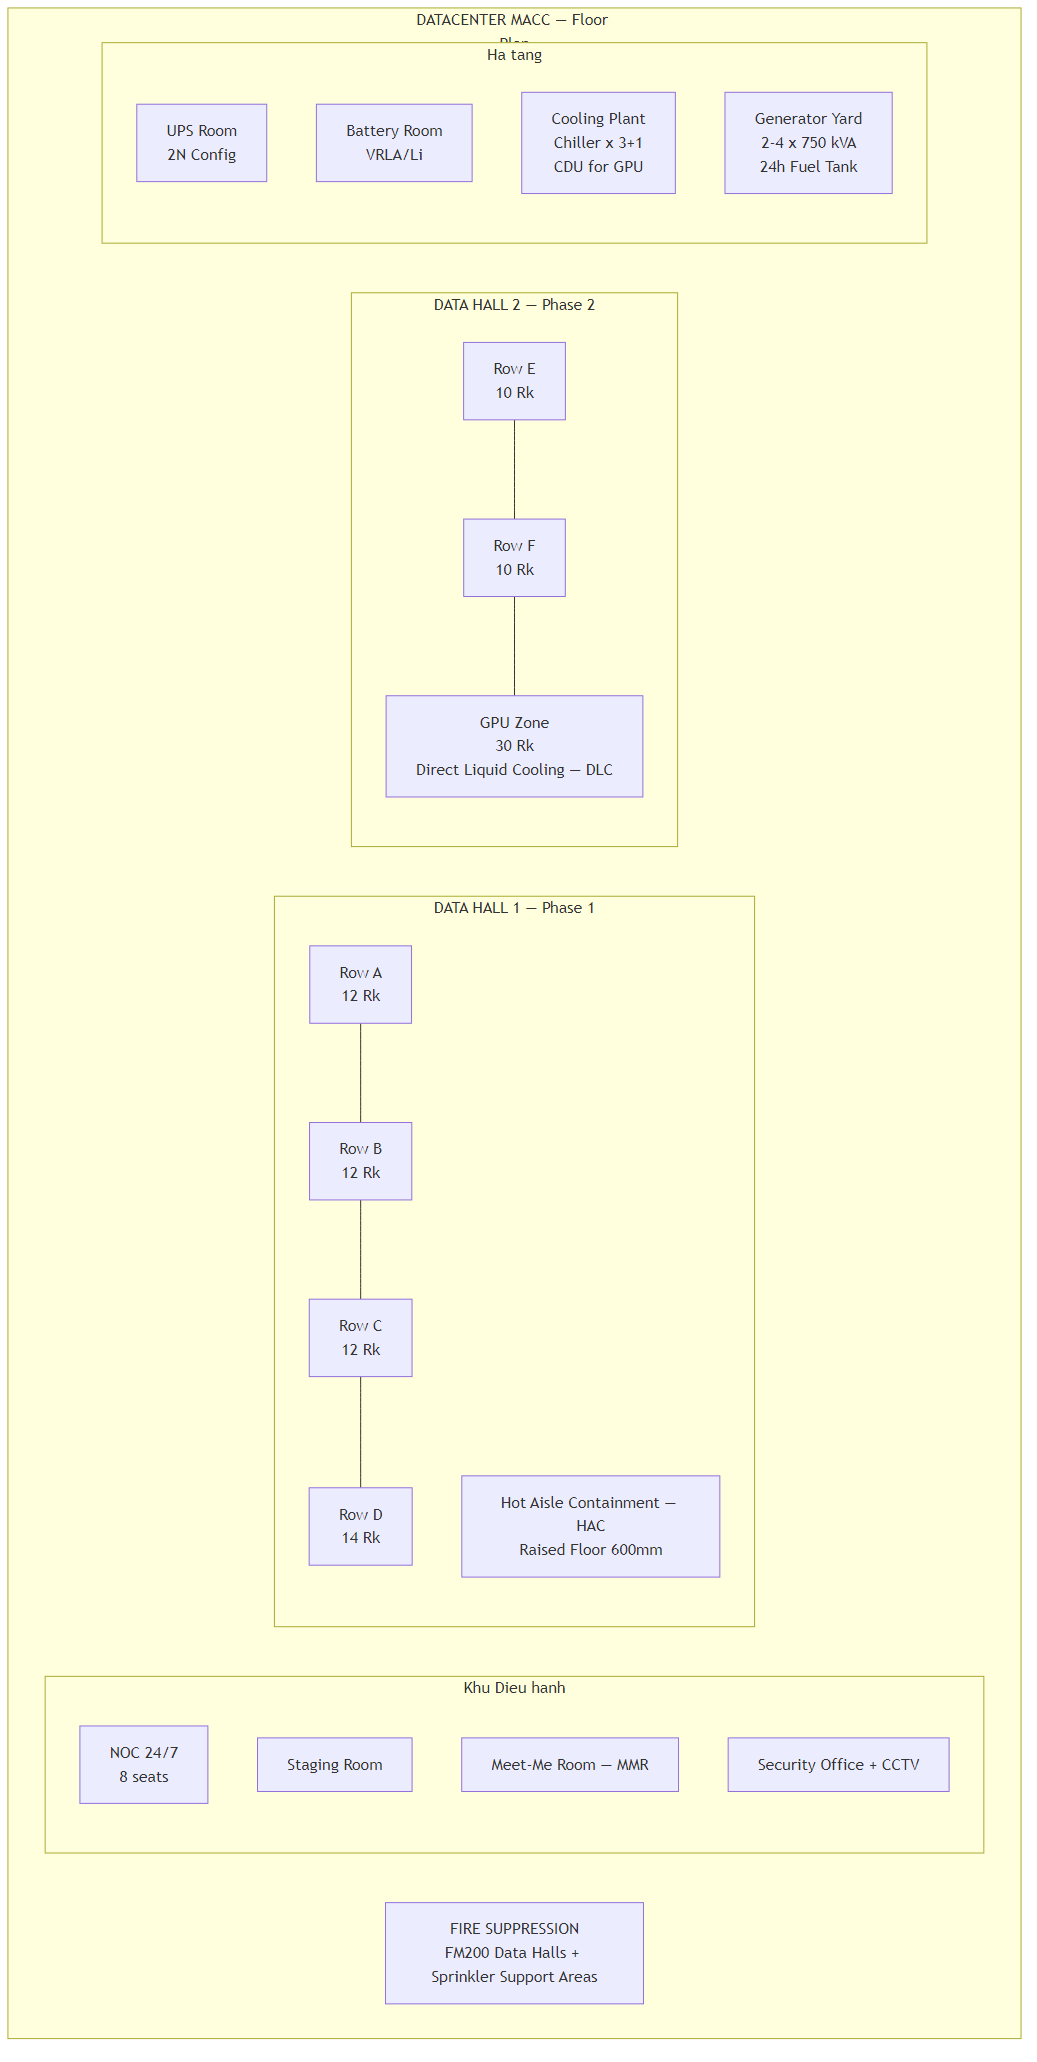 DATACENTER MACC — Floor
Plan
Ha tang
UPS Room
2N Config
Battery Room
VRLA/Li
Cooling Plant
Chiller x 3+1
CDU for GPU
Generator Yard
2-4 x 750 kVA
24h Fuel Tank
DATA HALL 2 — Phase 2
Row E
10 Rk
Row F
10 Rk
GPU Zone
30 Rk
Direct Liquid Cooling — DLC
DATA HALL 1 — Phase 1
Row A
12 Rk
Row B
12 Rk
Row C
12 Rk
Row D
14 Rk
Hot Aisle Containment —
HAC
Raised Floor 600mm
Khu Dieu hanh
NOC 24/7
8 seats
Staging Room
Meet-Me Room — MMR
Security Office + CCTV
FIRE SUPPRESSION
FM200 Data Halls +
Sprinkler Support Areas